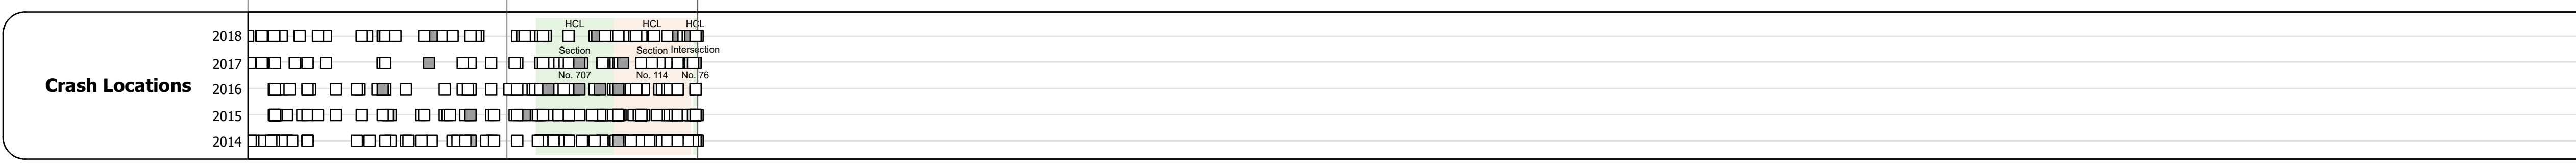 Crash Locations
2018
2017
2016
2015
2014
HCL
Section
No. 707
HCL
Section
No. 114
HCL
Intersection
No. 76